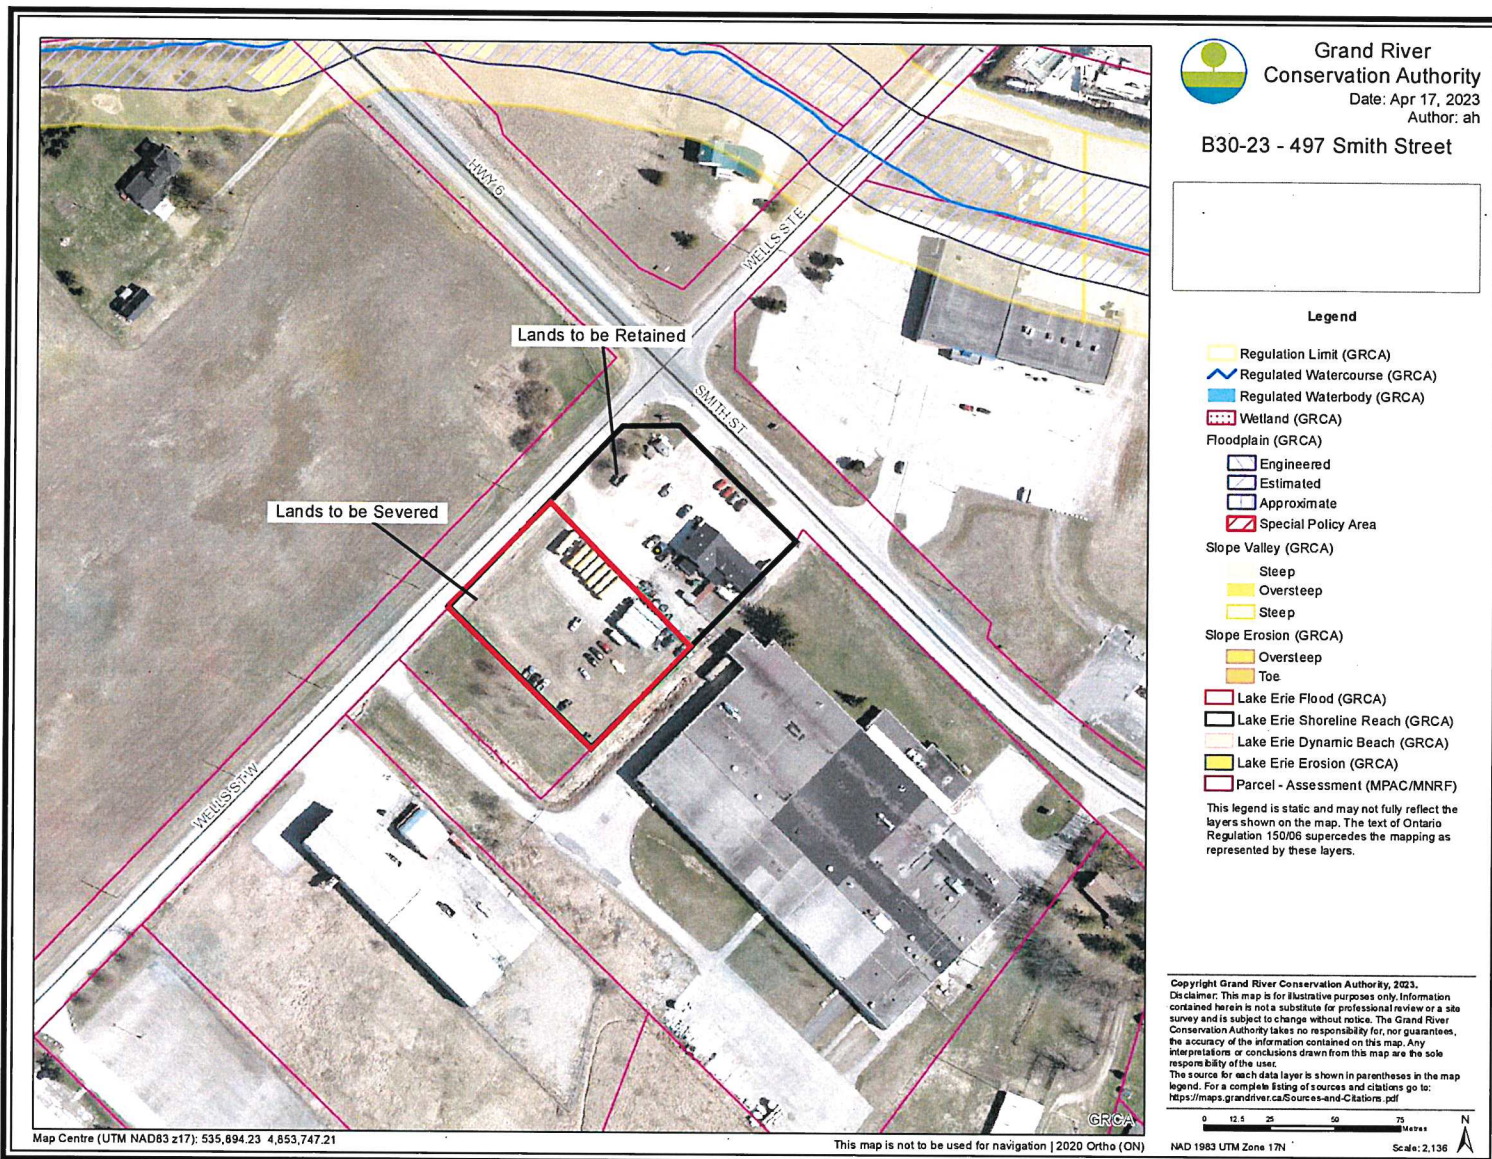 Grand River
Conservation Authority
Date: Apr 17, 2023
Author: ah
B30-23 - 497 Smith Street
HWY 6
WELLS ST E
Lands to be Retained
SMITH ST
Lands to be Severed
WELLS ST W
GRCA
Legend
Regulation Limit (GRCA)
Regulated Watercourse (GRCA)
Regulated Waterbody (GRCA)
Wetland (GRCA)
Floodplain (GRCA)
Engineered
Estimated
Approximate
Special Policy Area
Slope Valley (GRCA)
Steep
Oversteep
Steep
Slope Erosion (GRCA)
Oversteep
Toe
Lake Erie Flood (GRCA)
Lake Erie Shoreline Reach (GRCA)
Lake Erie Dynamic Beach (GRCA)
Lake Erie Erosion (GRCA)
Parcel - Assessment (MPAC/MNRF)
This legend is static and may not fully reflect the
layers shown on the map. The text of Ontario
Regulation 150/06 supercedes the mapping as
represented by these layers.
Copyright Grand River Conservation Authority, 2023.
Disclaimer: This map is for illustrative purposes only. Information
contained herein is not a substitute for professional review or a site
survey and is subject to change without notice. The Grand River
Conservation Authority takes no responsibility for, nor guarantees,
the accuracy of the information contained on this map. Any
interpretations or conclusions drawn from this map are the sole
responsibility of the user.
The source for each data layer is shown in parentheses in the map
legend. For a complete listing of sources and citations go to:
https://maps.grandriver.ca/Sources-and-Citations.pdf
0 12.5 25 50 75
Metres
N
NAD 1983 UTM Zone 17N
Scale: 2,136
Map Centre (UTM NAD83 z17): 535,694.23 4,853,747.21
This map is not to be used for navigation | 2020 Ortho (ON)